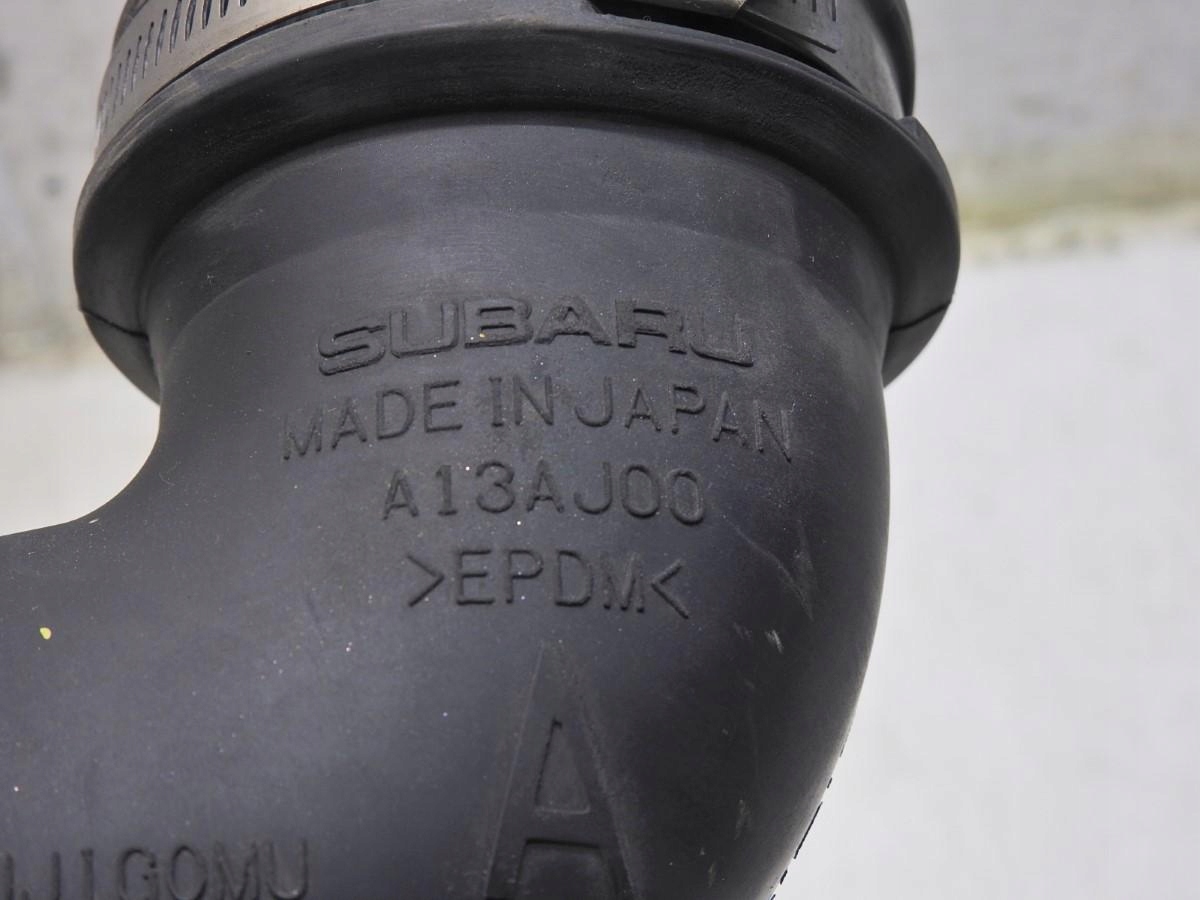 SUBARU
MADE IN JAPAN
A13AJ00
>EPDM<
A